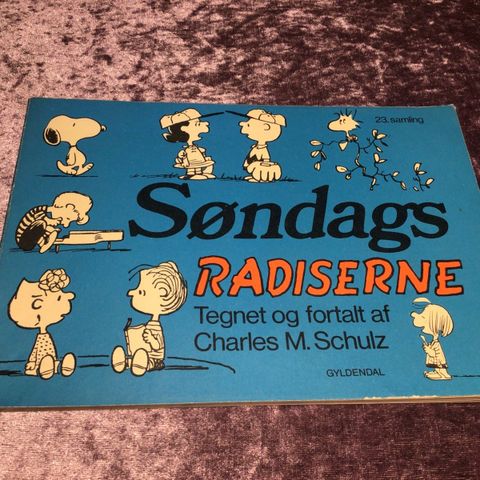 23. samling
Søndags
RADISERNE
Tegnet og fortalt af
Charles M. Schulz
GYLDENDAL